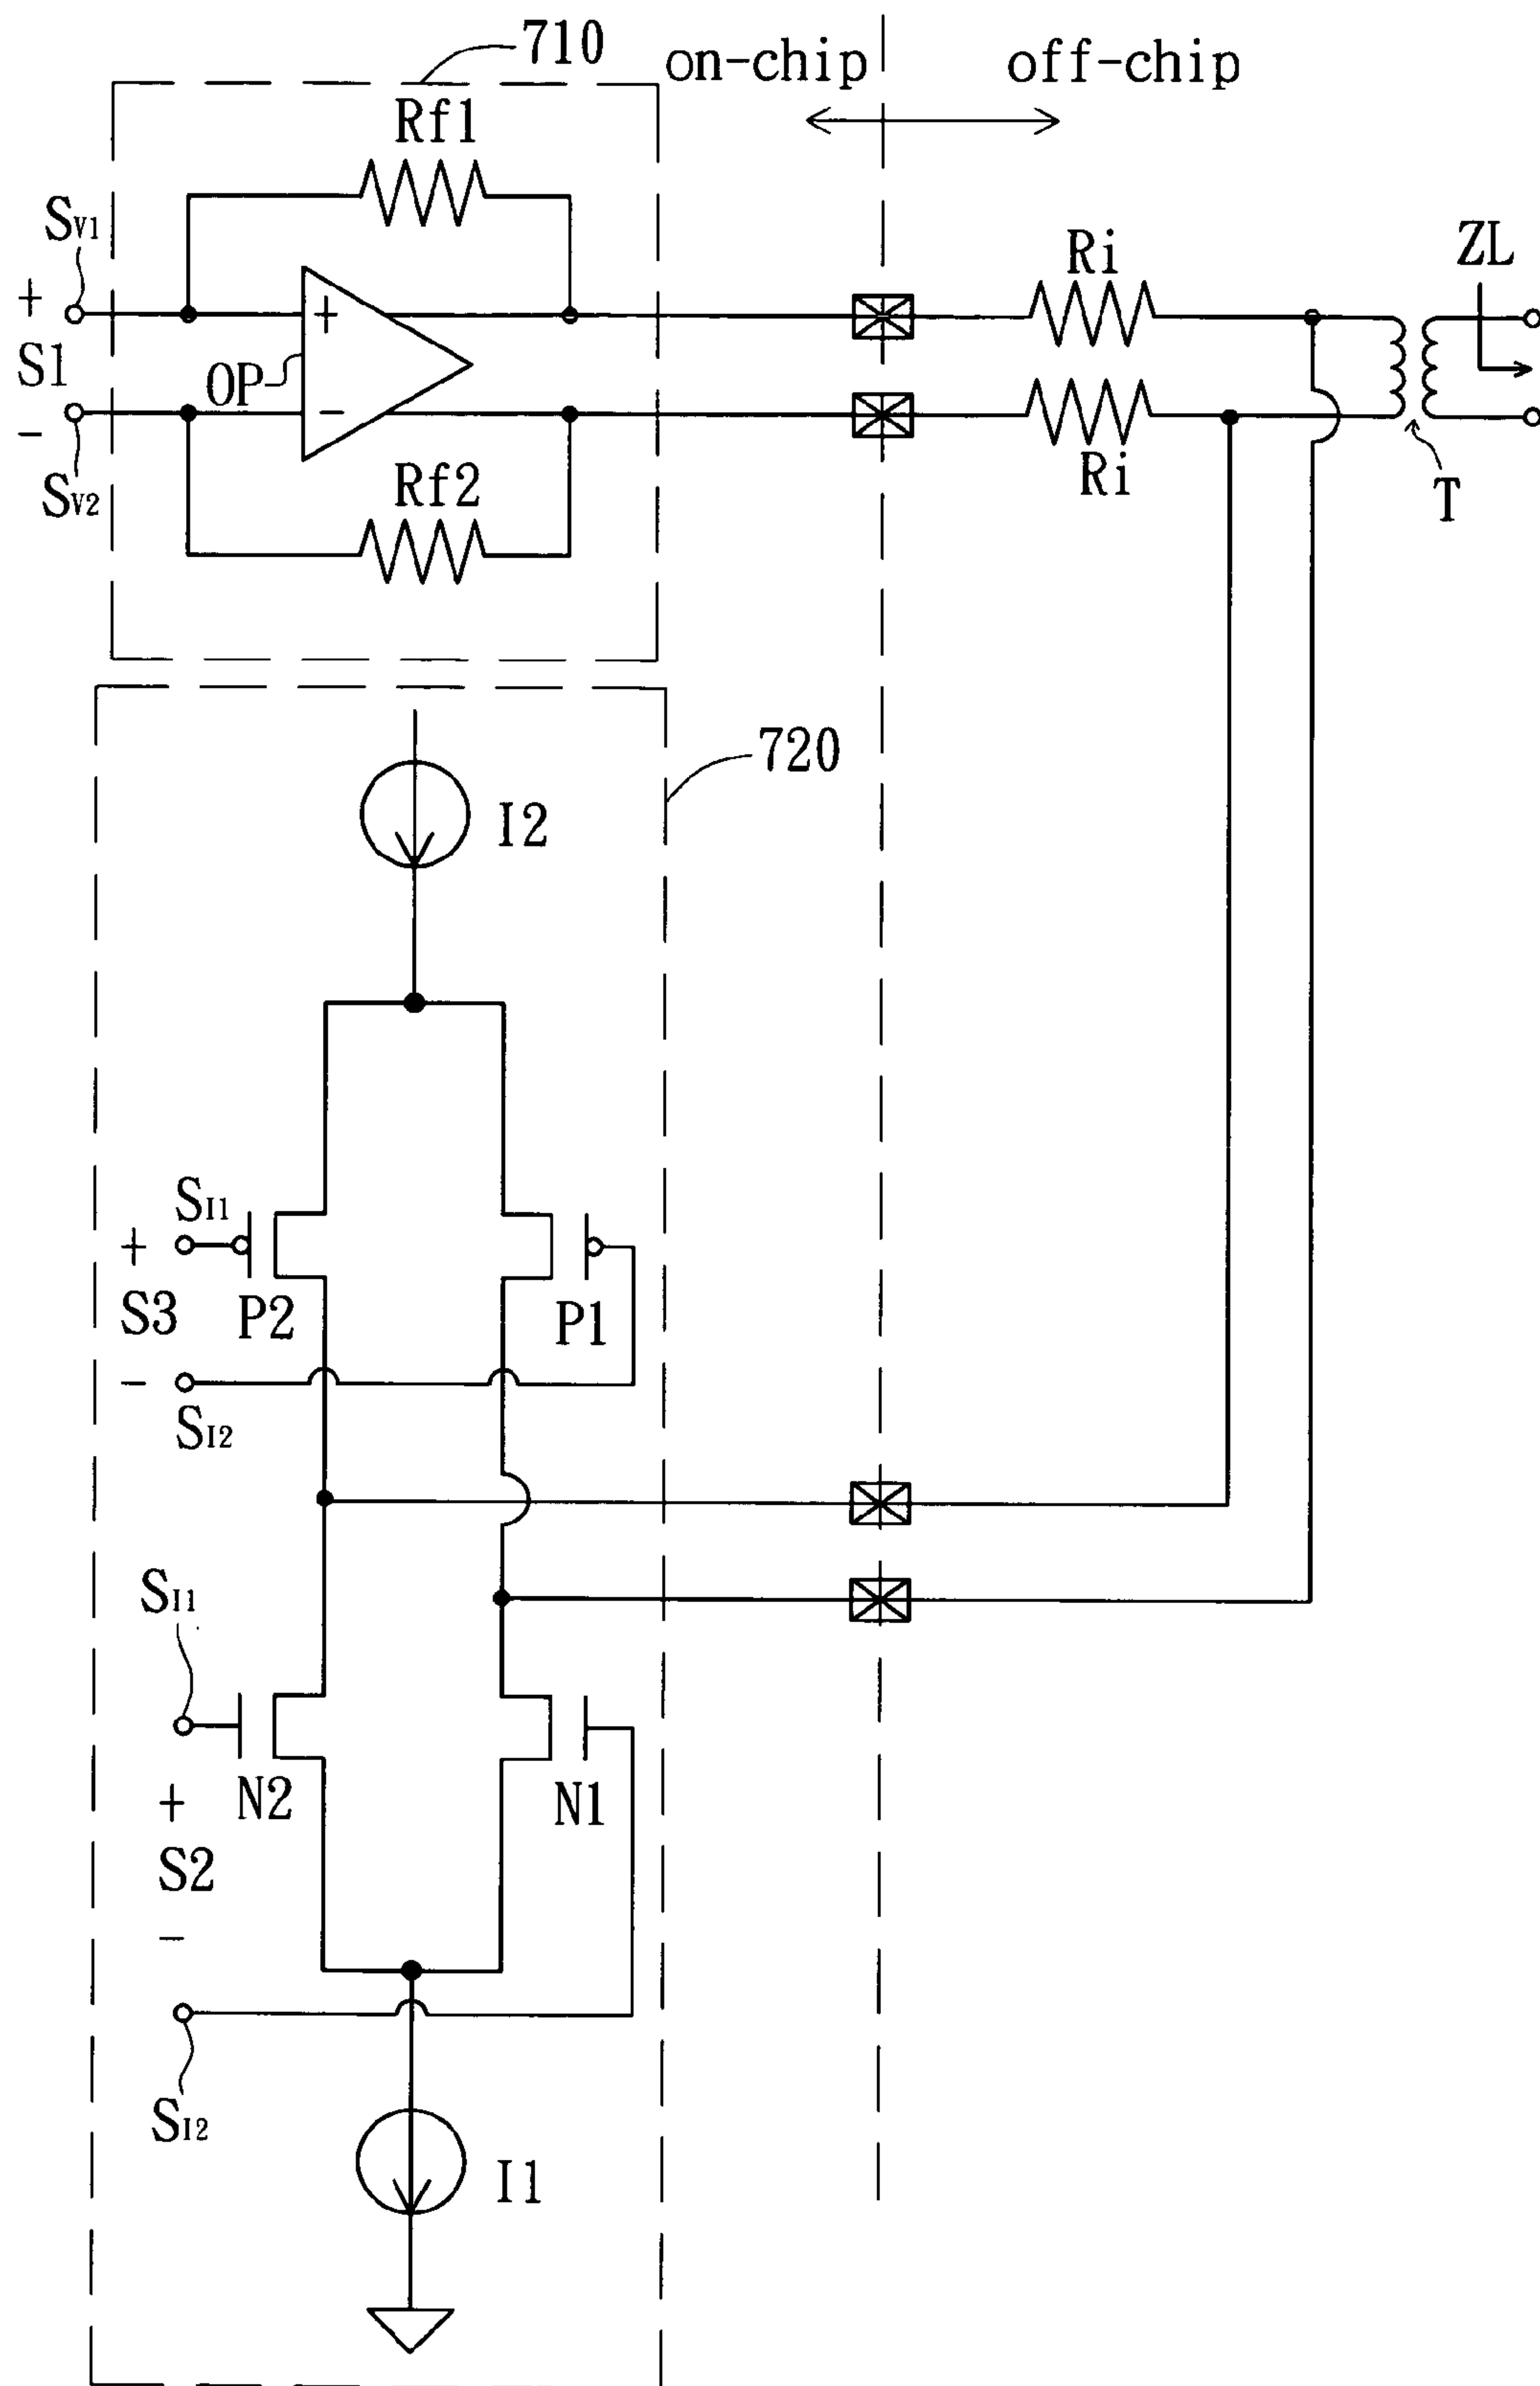 710
on-chip
off-chip
Rf1
SV1
+
S1
-
SV2
+
OP
-
Rf2
Ri
Ri
ZL
T
720
I2
SI1
+
S3
-
SI2
P2
P1
SI1
N2
N1
+
S2
-
SI2
I1